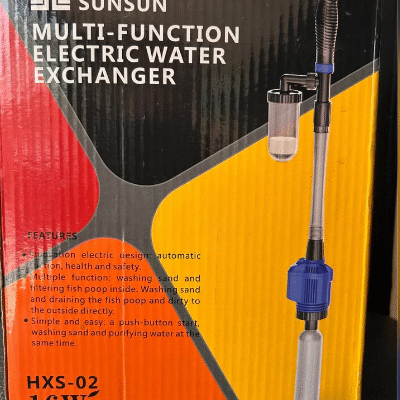 SUNSUN
MULTI-FUNCTION
ELECTRIC WATER
EXCHANGER
FEATURES
electric design: automatic
health and safety.
Multiple function: washing sand and
filtering fish poop inside. Washing sand
and draining the fish poop and dirty to
the outside directly.
Simple and easy: a push-button start,
washing sand and purifying water at the
same time.
HXS-02
16W